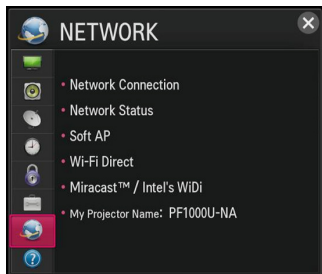 NETWORK
• Network Connection
• Network Status
• Soft AP
• Wi-Fi Direct
• Miracast™ / Intel's WiDi
• My Projector Name: PF1000U-NA
?